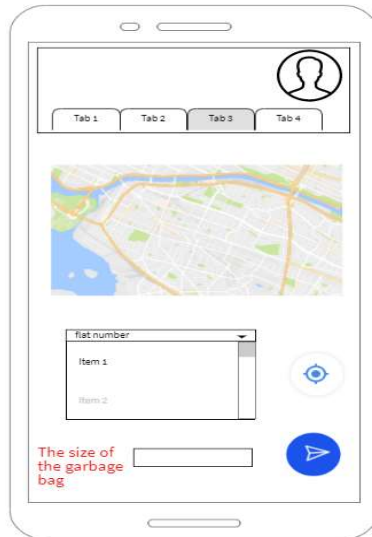 Tab 1 Tab 2 Tab 3 Tab 4
flat number
Item 1
Item 2
The size of
the garbage
bag